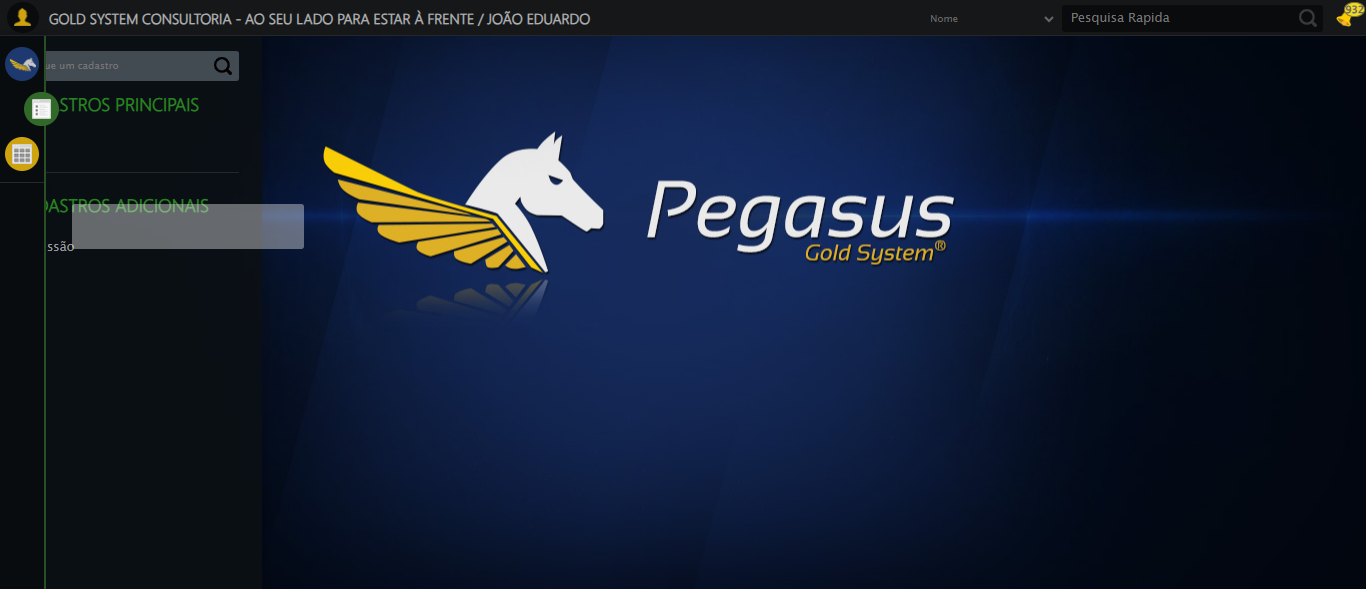 GOLD SYSTEM CONSULTORIA - AO SEU LADO PARA ESTAR À FRENTE / JOÃO EDUARDO
Nome
Pesquisa Rapida
932
ue um cadastro
ASTROS PRINCIPAIS
DASTROS ADICIONAIS
ssão
Pegasus
Gold System®